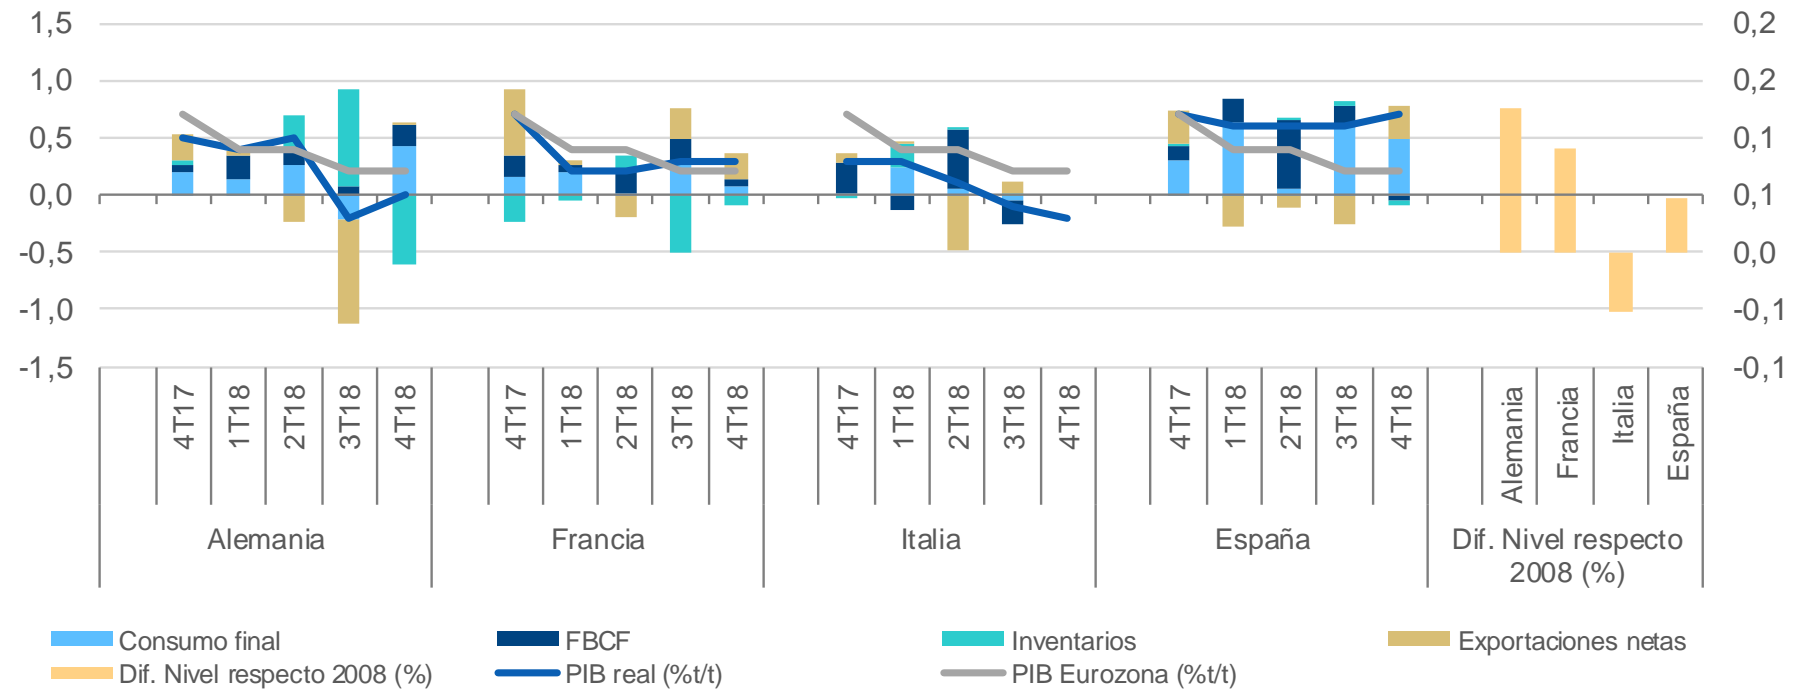 1,5
1,0
0,5
0,0
-0,5
-1,0
-1,5
0,2
0,2
0,1
0,1
0,0
-0,1
-0,1
4T17
1T18
2T18
3T18
4T18
4T17
1T18
2T18
3T18
4T18
4T17
1T18
2T18
3T18
4T18
4T17
1T18
2T18
3T18
4T18
Alemania
Francia
Italia
España
Alemania
Francia
Italia
España
Dif. Nivel respecto
2008 (%)
Consumo final
FBCF
Inventarios
Exportaciones netas
Dif. Nivel respecto 2008 (%)
PIB real (%t/t)
PIB Eurozona (%t/t)